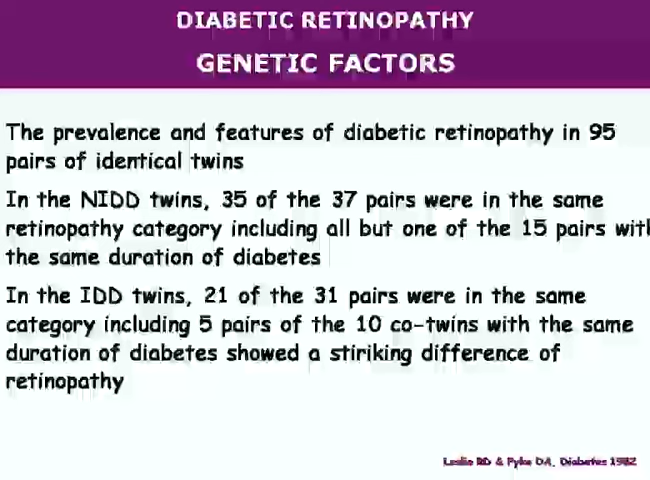 DIABETIC RETINOPATHY
GENETIC FACTORS
The prevalence and features of diabetic retinopathy in 95
pairs of identical twins
In the NIDD twins, 35 of the 37 pairs were in the same
retinopathy category including all but one of the 15 pairs with
the same duration of diabetes
In the IDD twins, 21 of the 31 pairs were in the same
category including 5 pairs of the 10 co-twins with the same
duration of diabetes showed a stiriking difference of
retinopathy
Leslie RD & Pyke DA, Diabetes 1982